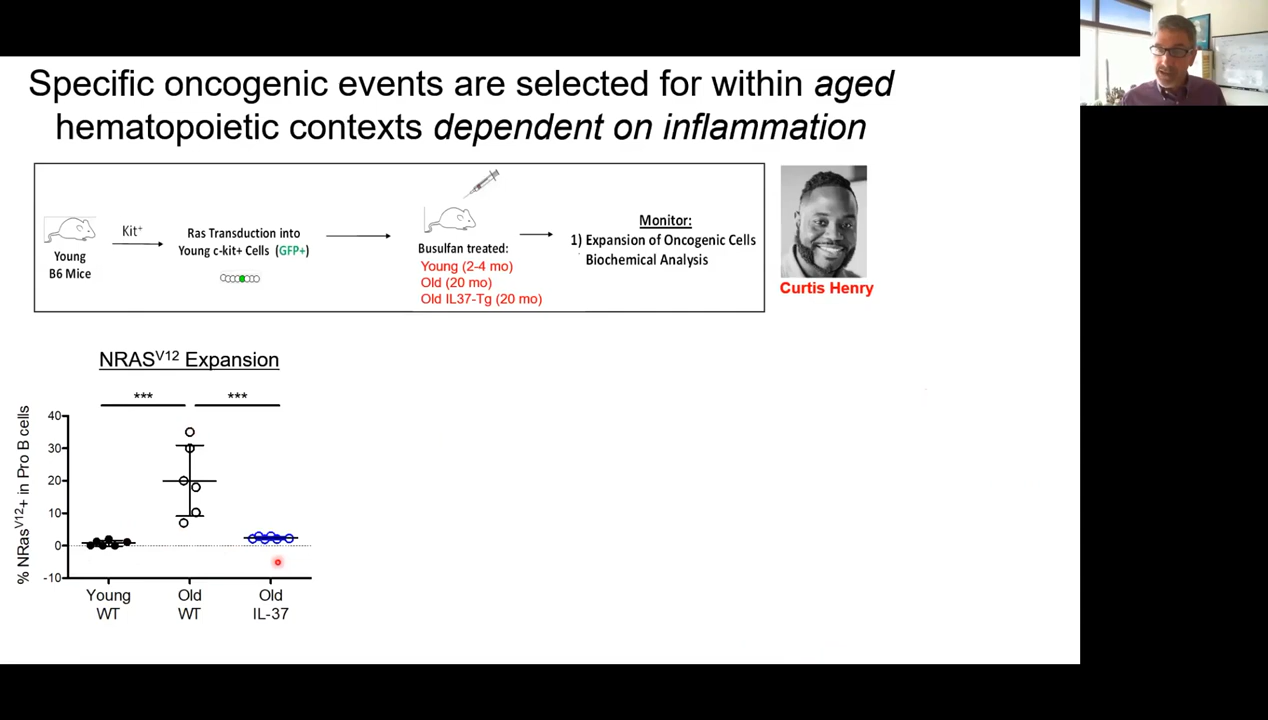 Specific oncogenic events are selected for within aged
hematopoietic contexts dependent on inflammation
Young
B6 Mice
Kit⁺
Ras Transduction into
Young c-kit+ Cells (GFP+)
Busulfan treated:
Young (2-4 mo)
Old (20 mo)
Old IL37-Tg (20 mo)
Monitor:
1) Expansion of Oncogenic Cells
Biochemical Analysis
Curtis Henry
NRASV12 Expansion
*** ***
% NRasV12+ in Pro B cells
40
30
20
10
0
-10
Young
WT
Old
WT
Old
IL-37